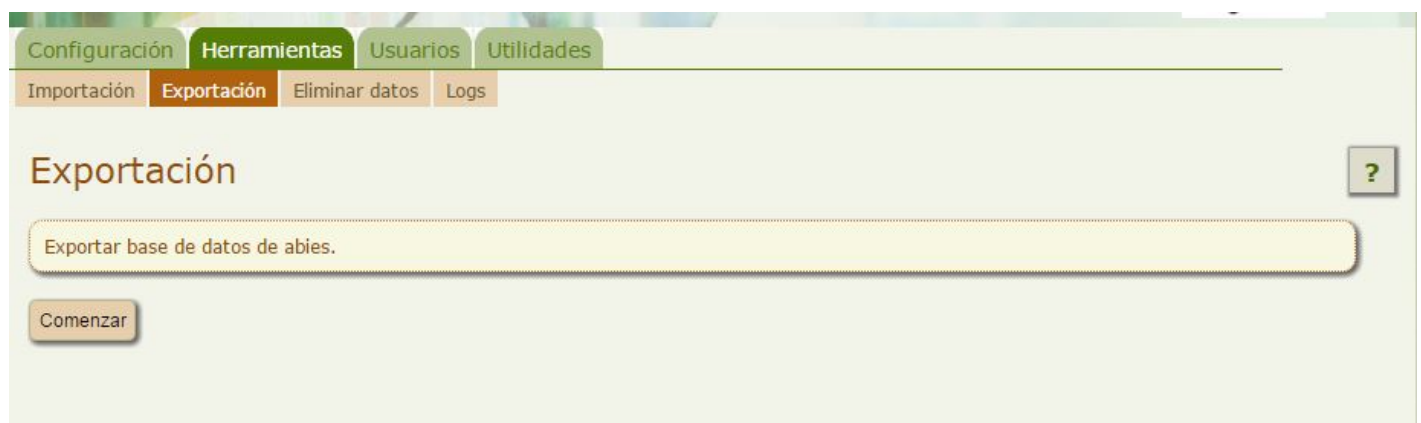 Configuración Herramientas Usuarios Utilidades
Importación Exportación Eliminar datos Logs
Exportación
?
Exportar base de datos de abies.
Comenzar